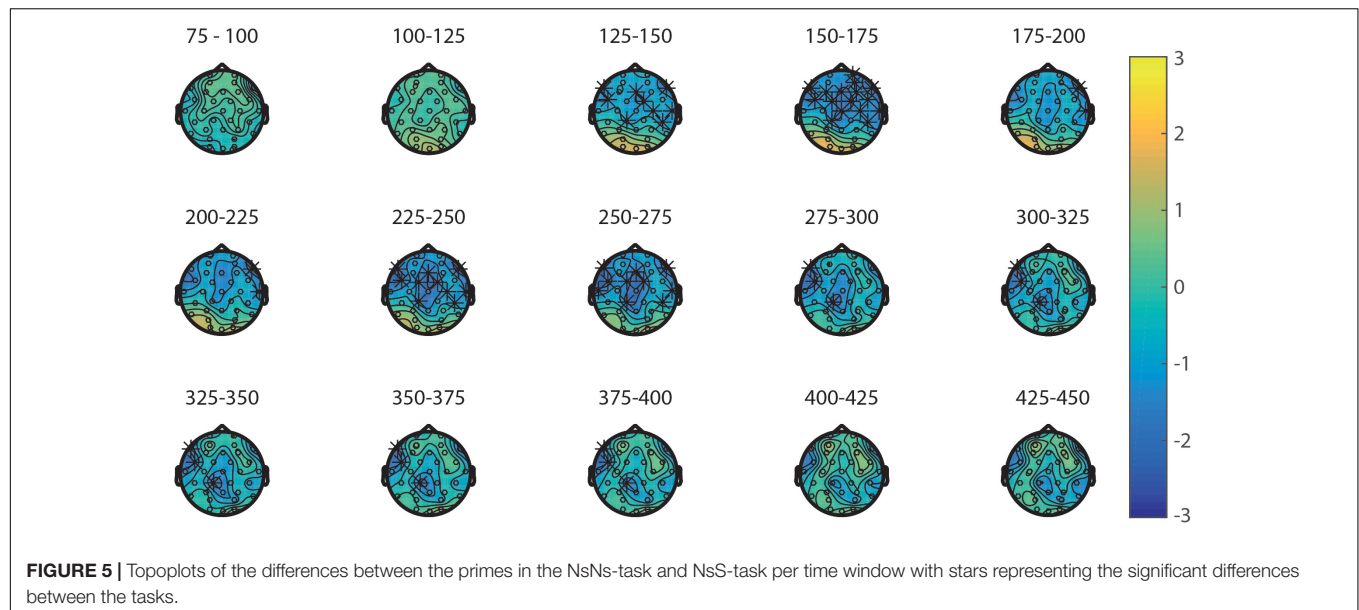 75 - 100 100-125 125-150 150-175 175-200
3
2
1
0
-1
-2
-3
200-225 225-250 250-275 275-300 300-325
325-350 350-375 375-400 400-425 425-450
FIGURE 5 | Topoplots of the differences between the primes in the NsNs-task and NsS-task per time window with stars representing the significant differences
between the tasks.